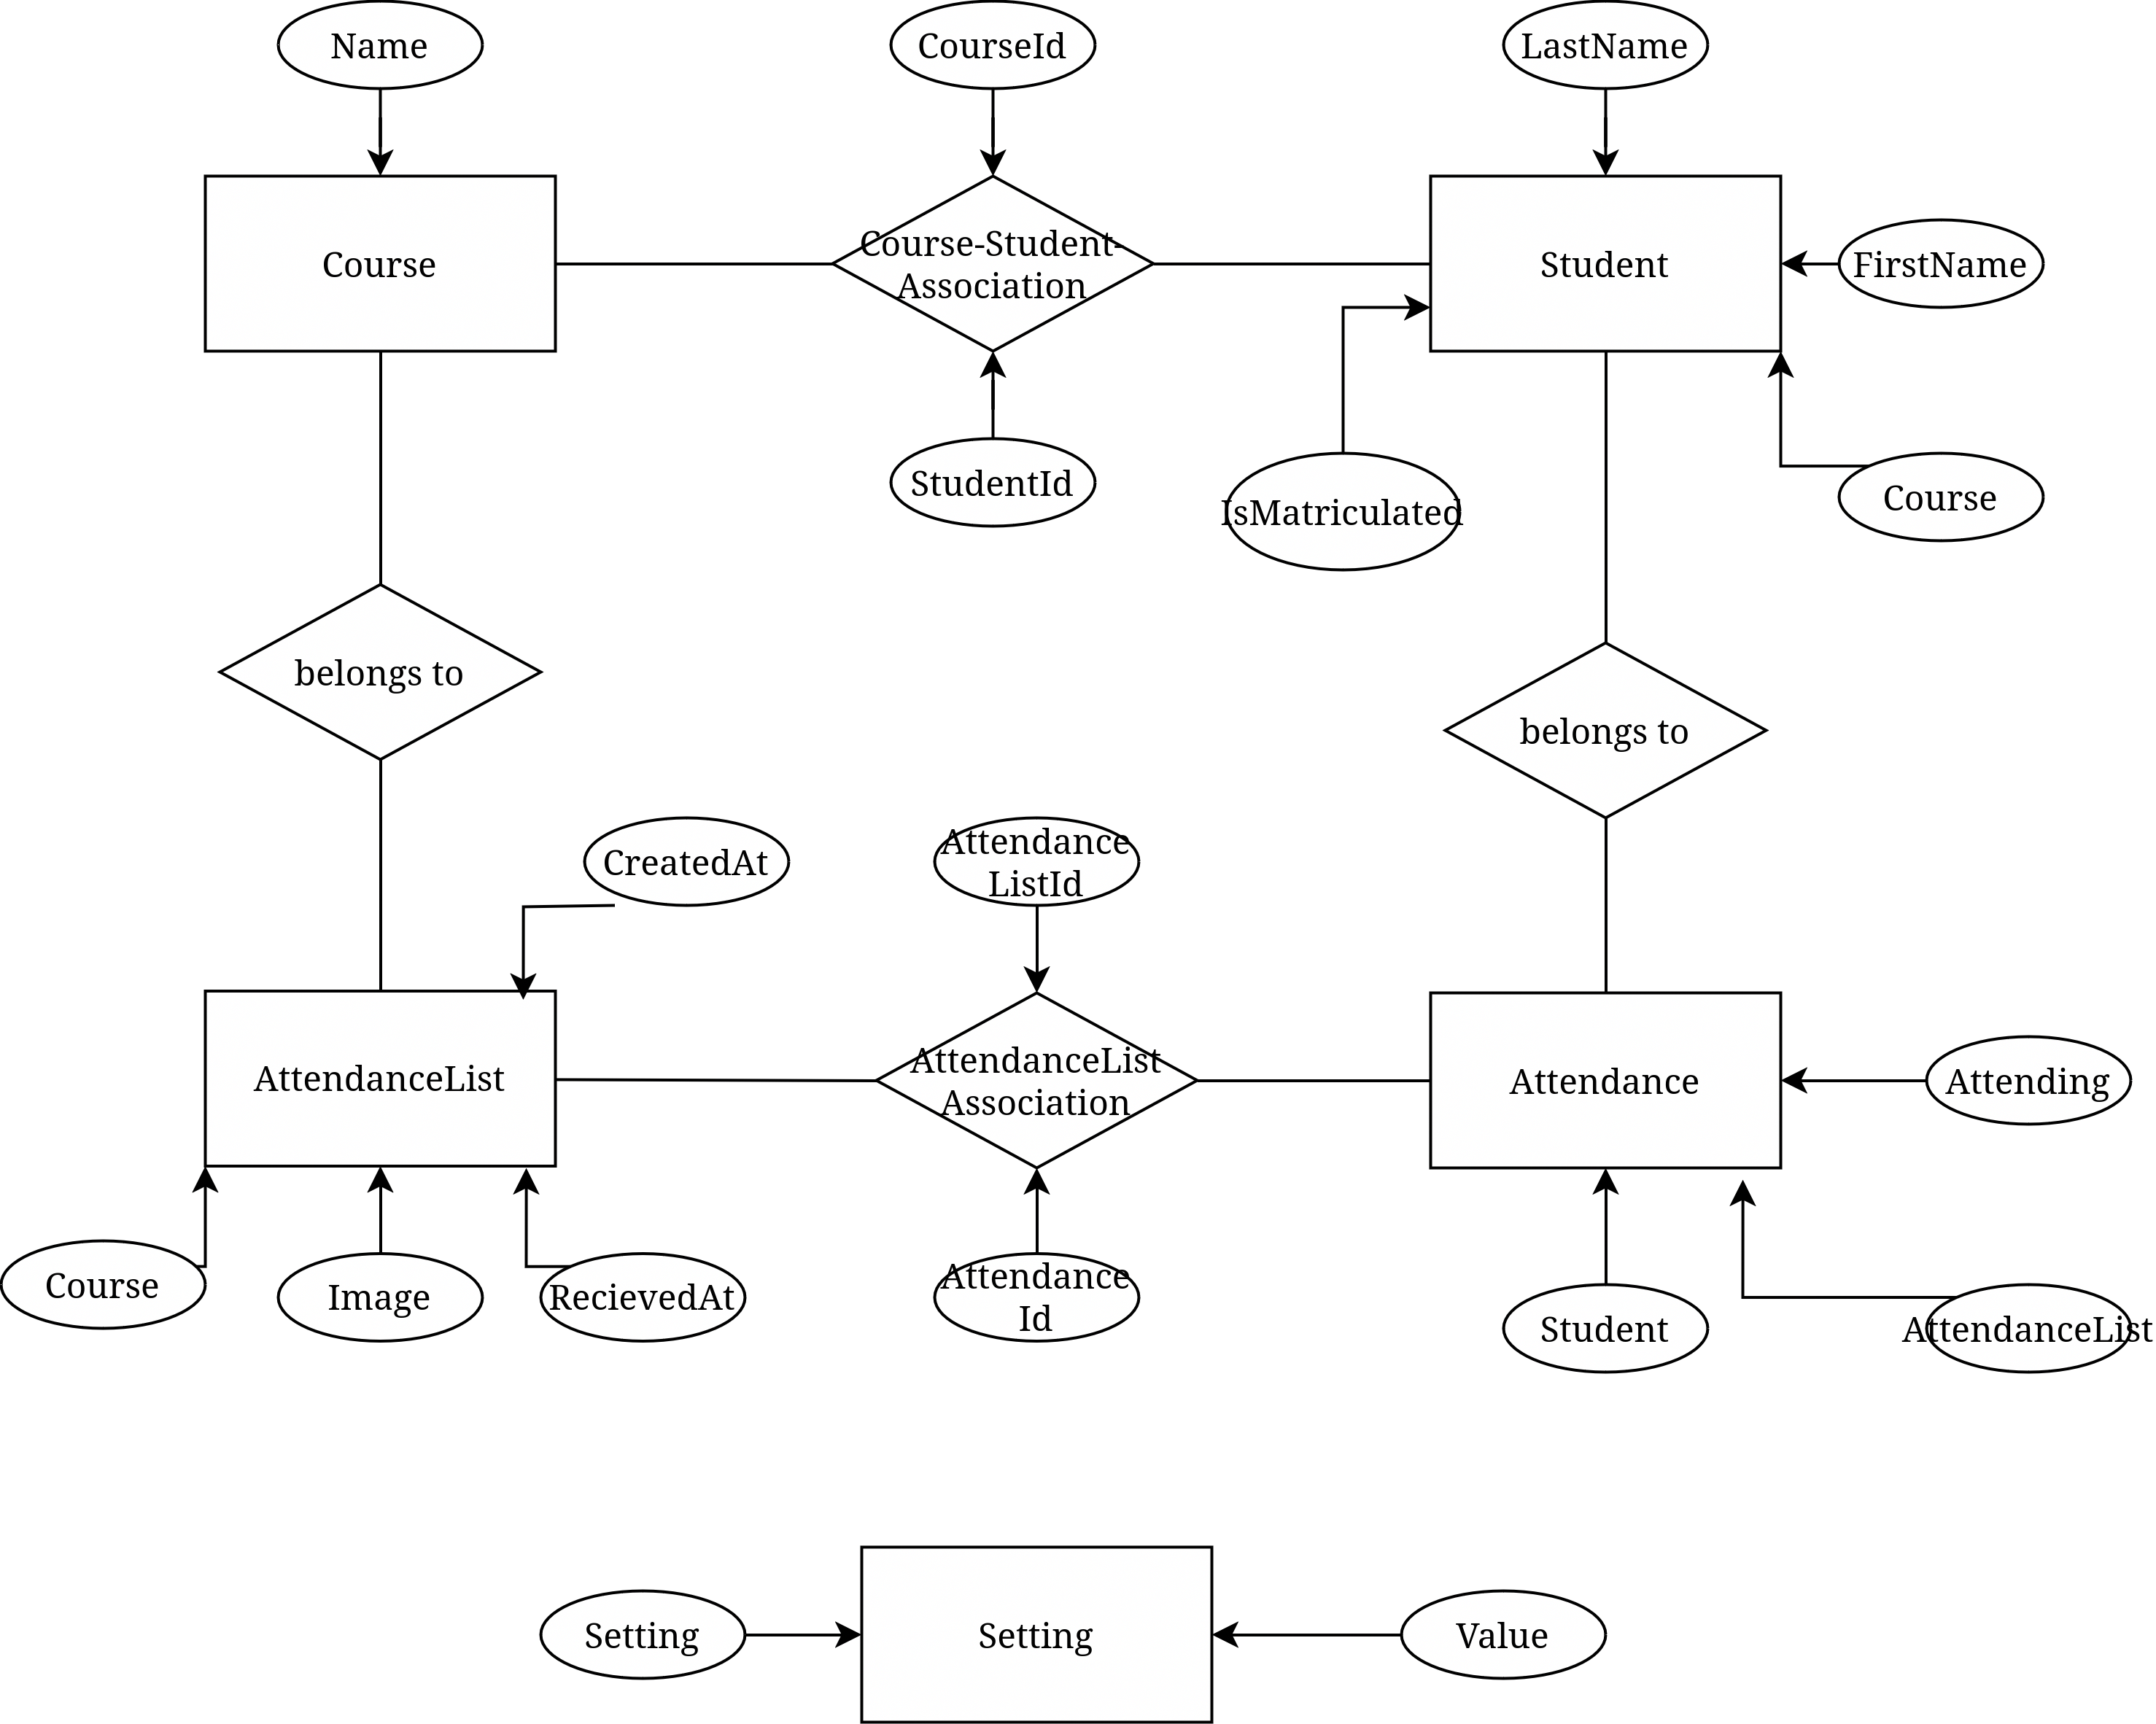 Name
CourseId
LastName
Course
Course-Student-
Association
Student
FirstName
StudentId
IsMatriculated
Course
belongs to
belongs to
CreatedAt
Attendance
ListId
AttendanceList
AttendanceList
Association
Attendance
Attending
Course
Image
RecievedAt
Attendance
Id
Student
AttendanceList
Setting
Setting
Value